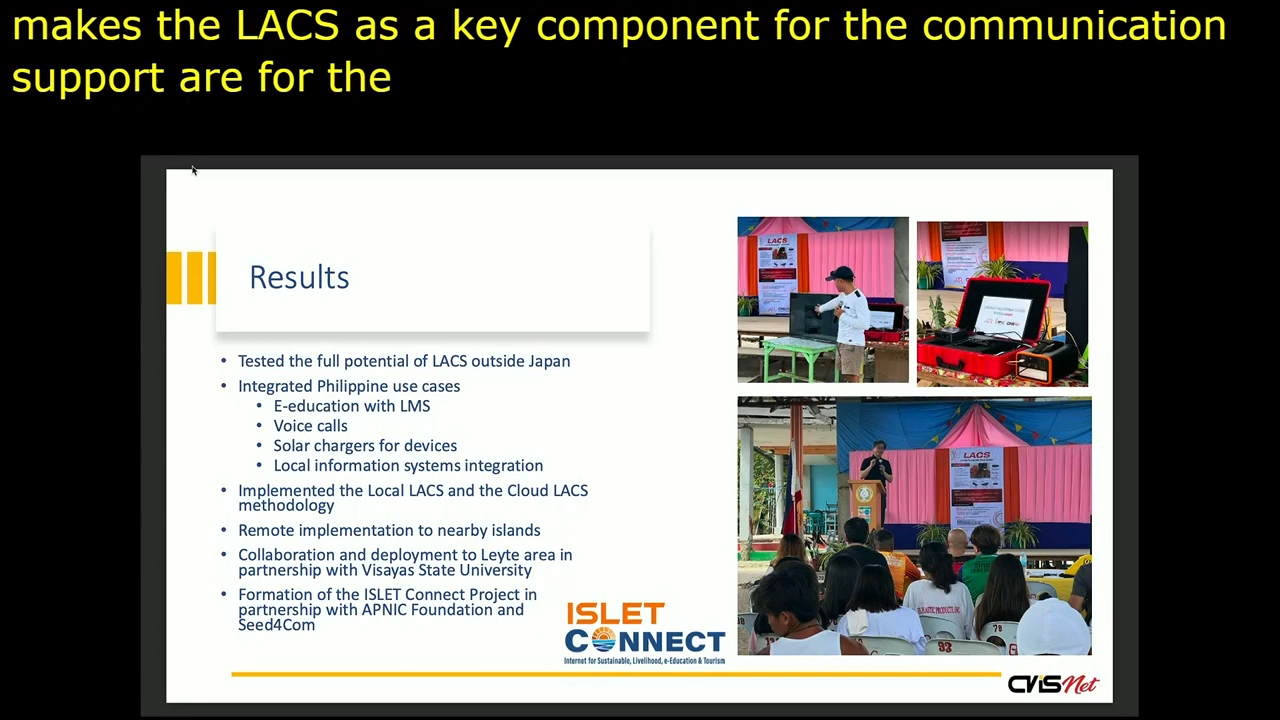 makes the LACS as a key component for the communication
support are for the
Results
• Tested the full potential of LACS outside Japan
• Integrated Philippine use cases
• E-education with LMS
• Voice calls
• Solar chargers for devices
• Local information systems integration
• Implemented the Local LACS and the Cloud LACS
methodology
• Remote implementation to nearby islands
• Collaboration and deployment to Leyte area in
partnership with Visayas State University
• Formation of the ISLET Connect Project in
partnership with APNIC Foundation and
Seed4Com
ISLET
CONNECT
Internet for Sustainable, Livelihood, e-Education & Tourism
LACS
LACS
78
93
CViSNet